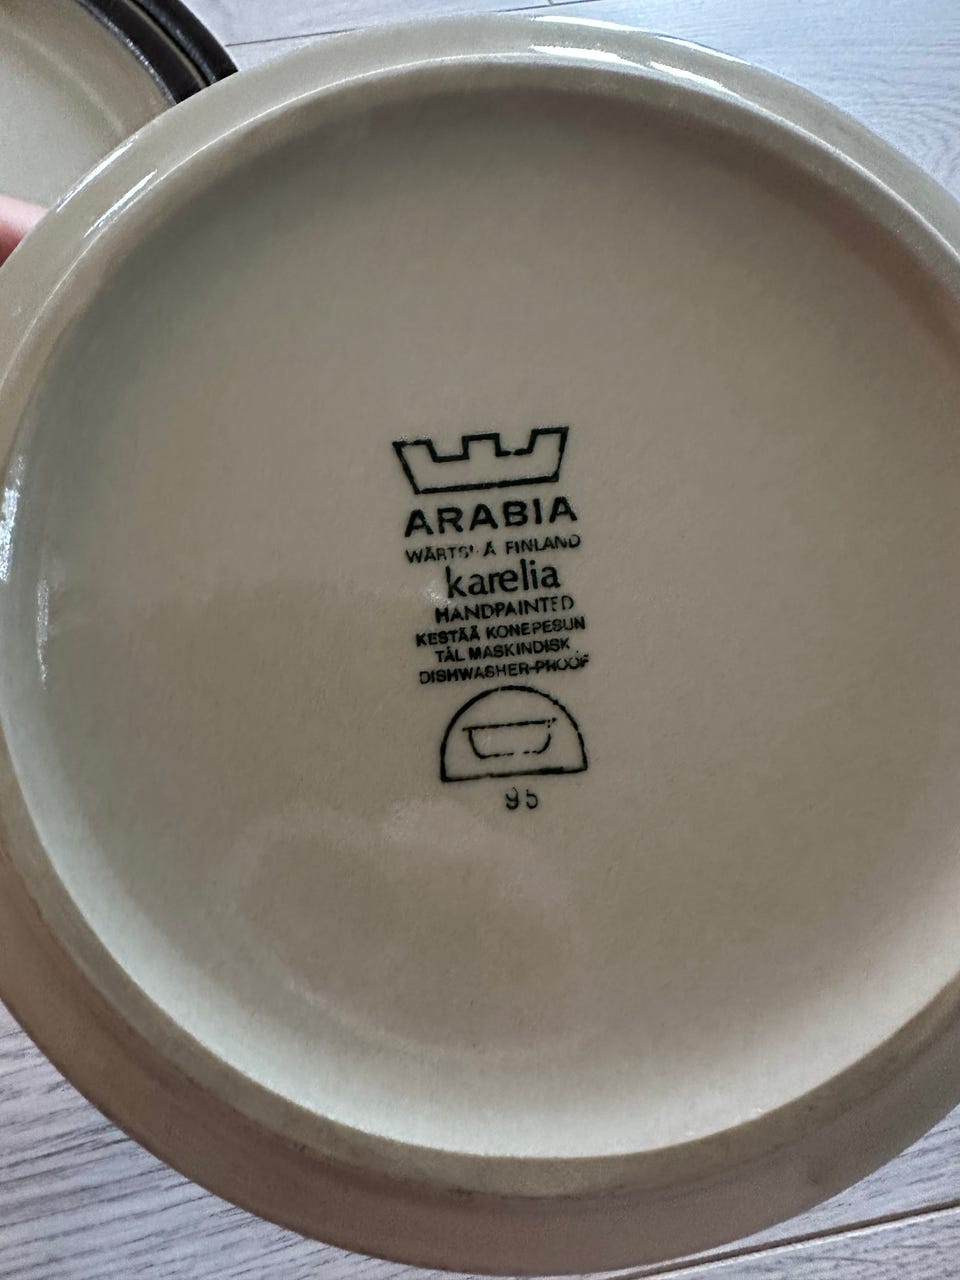 ARABIA
WÄRTSILÄ FINLAND
karelia
HANDPAINTED
KESTÄÄ KONEPESUN
TÅL MASKINDISK
DISHWASHER-PROOF
95